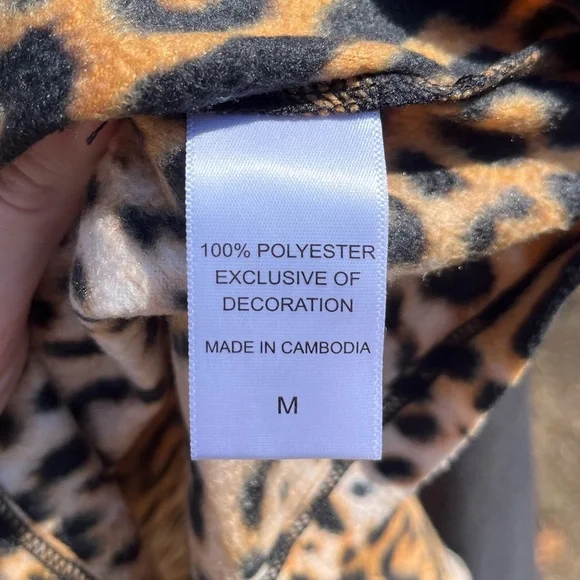 100% POLYESTER
EXCLUSIVE OF
DECORATION
MADE IN CAMBODIA
M